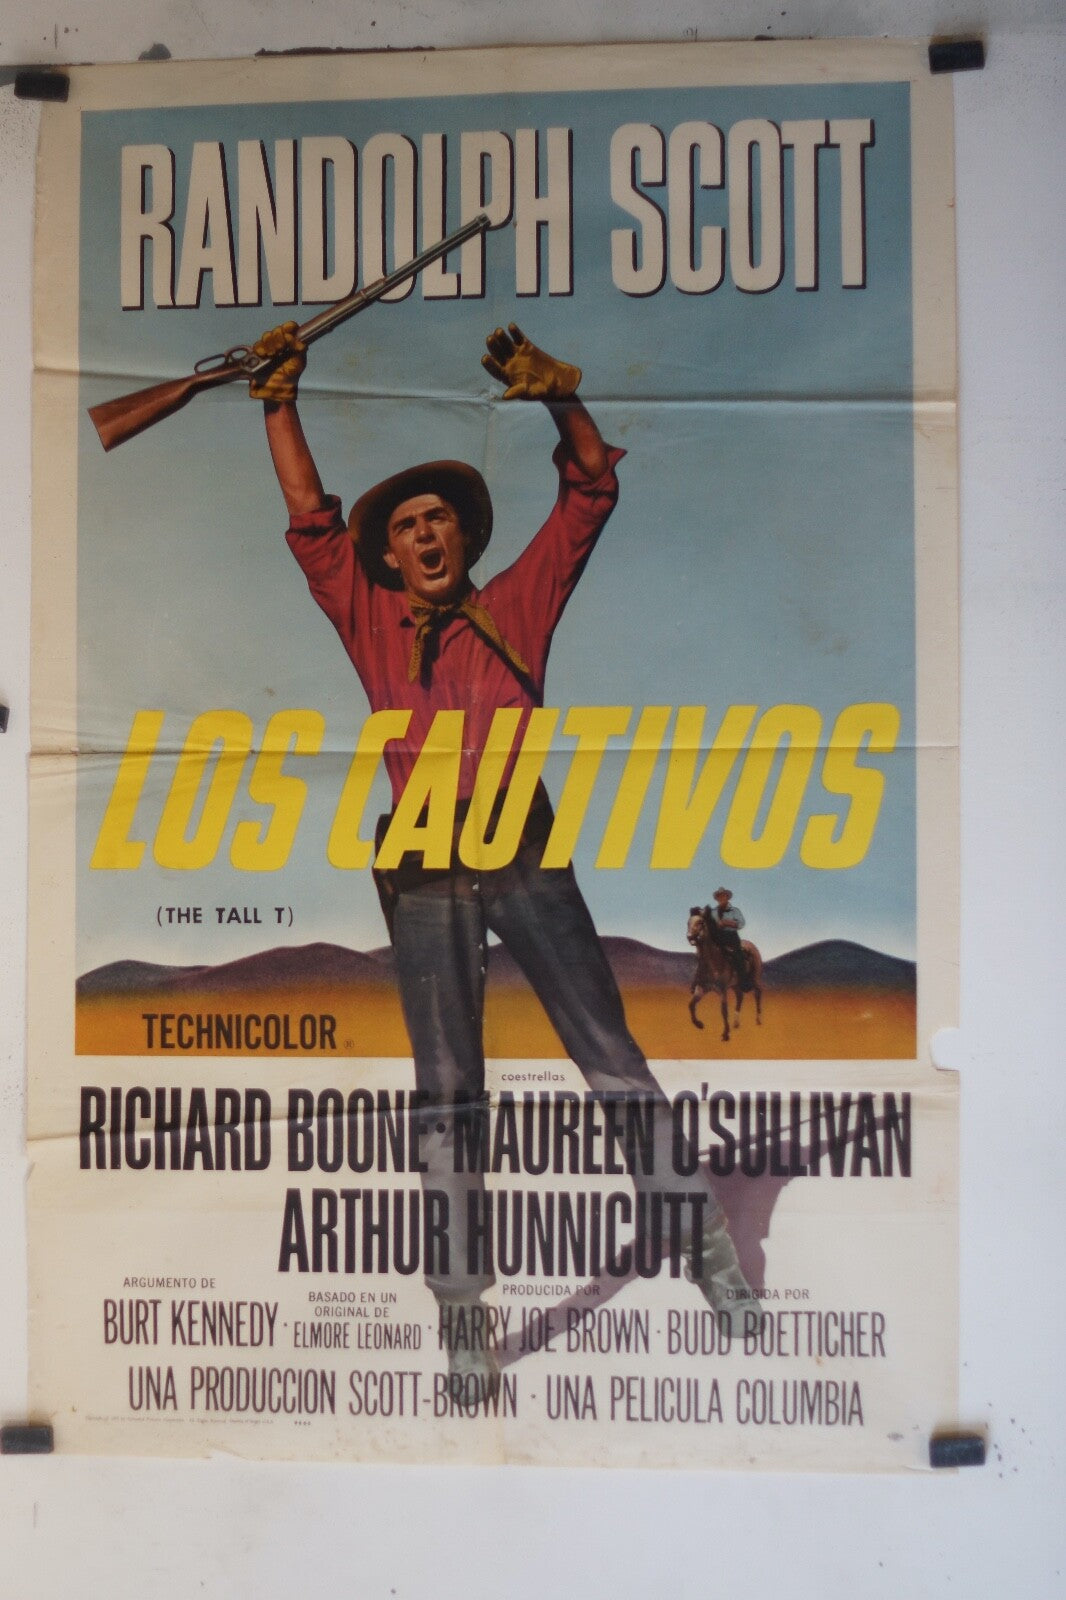 RANDOLPH SCOTT
LOS CAUTIVOS
(THE TALL T)
TECHNICOLOR ®
coestrellas
RICHARD BOONE · MAUREEN O'SULLIVAN
ARTHUR HUNNICUTT
ARGUMENTO DE
BURT KENNEDY ·
BASADO EN UN
ORIGINAL DE
ELMORE LEONARD ·
PRODUCIDA POR
HARRY JOE BROWN ·
DIRIGIDA POR
BUDD BOETTICHER
UNA PRODUCCION SCOTT-BROWN · UNA PELICULA COLUMBIA